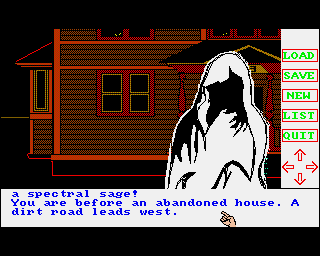 LOAD
SAVE
NEW
LIST
QUIT
a spectral sage!
You are before an abandoned house. A
dirt road leads west.